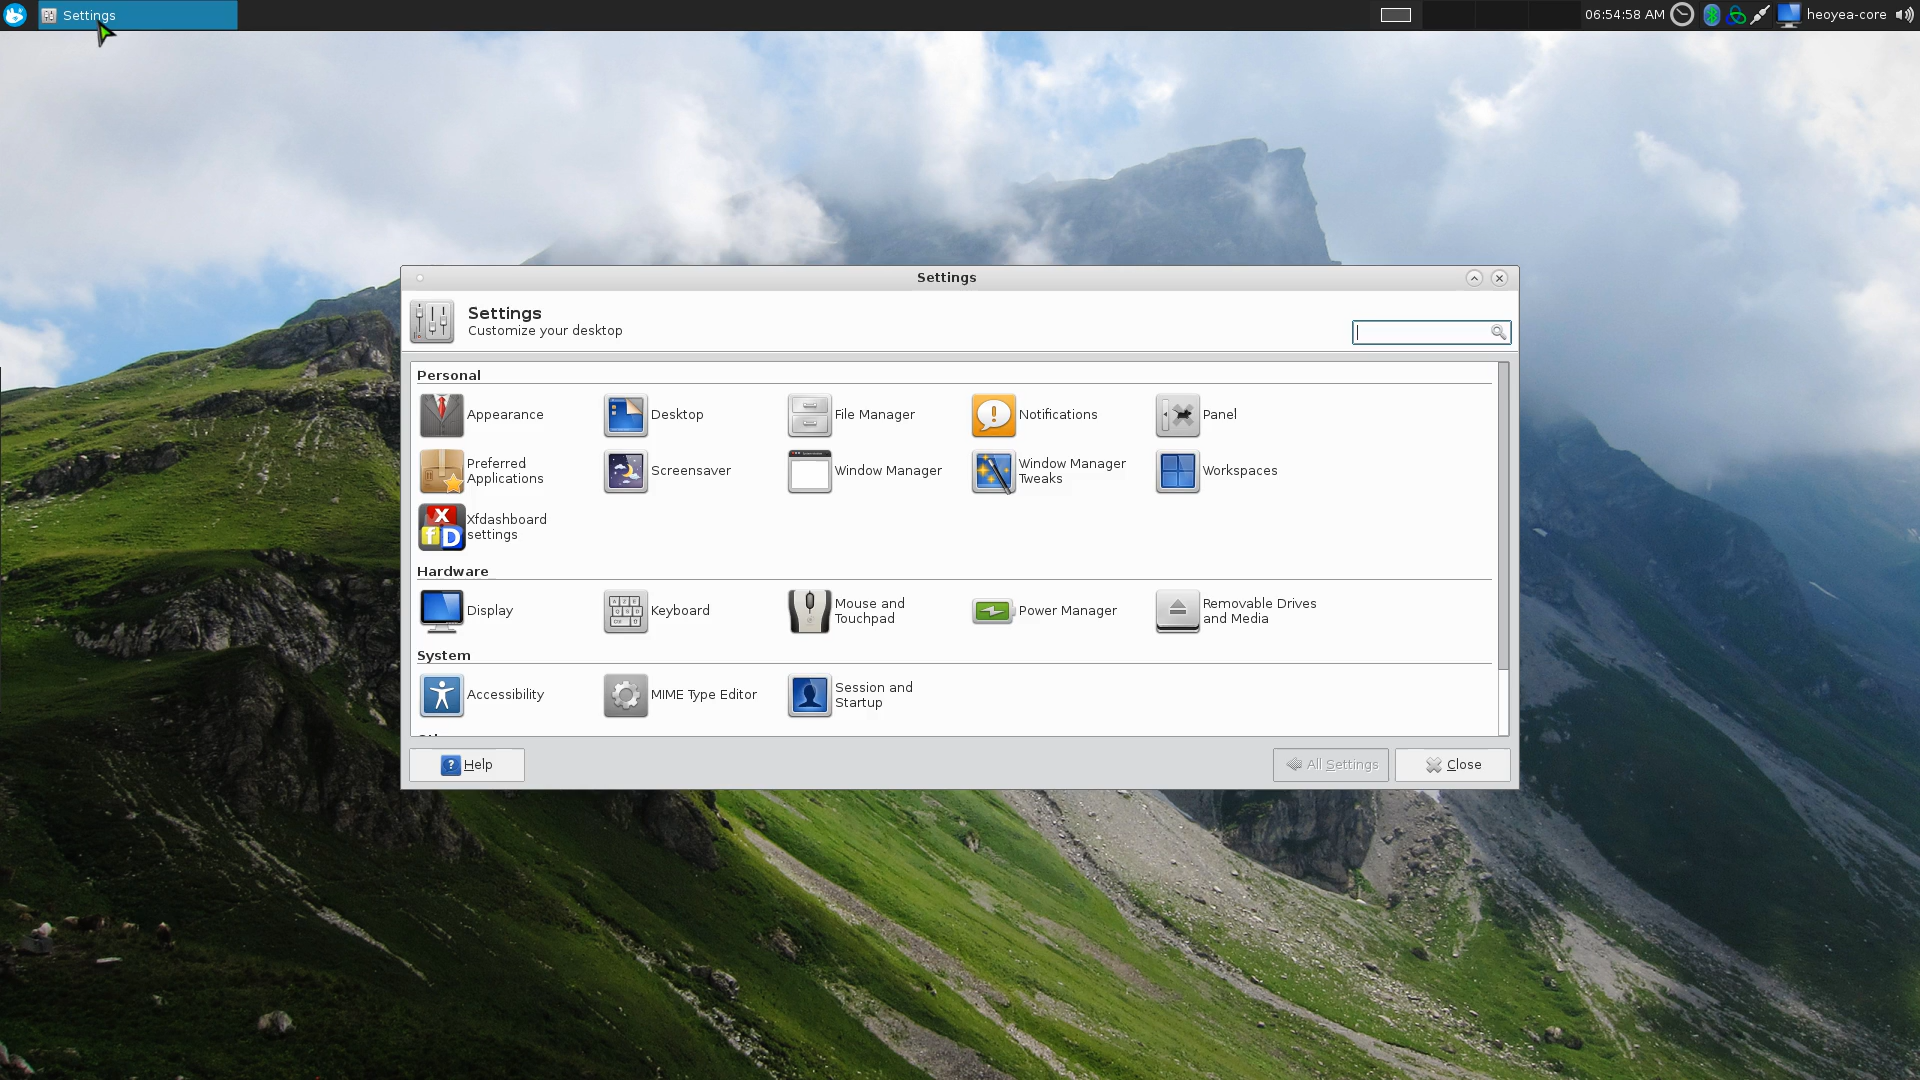 Settings
06:54:58 AM
heoyea-core
Settings
Settings
Customize your desktop
Personal
Appearance
Desktop
File Manager
Notifications
Panel
Preferred
Applications
Screensaver
Window Manager
Window Manager
Tweaks
Workspaces
Xfdashboard
settings
Hardware
Display
Keyboard
Mouse and
Touchpad
Power Manager
Removable Drives
and Media
System
Accessibility
MIME Type Editor
Session and
Startup
Help
All Settings
Close